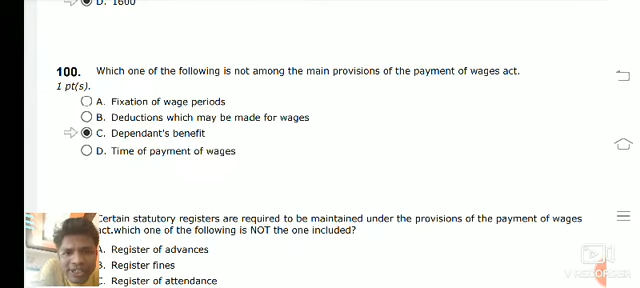 D. 1600
100. Which one of the following is not among the main provisions of the payment of wages act.
1 pt(s).
A. Fixation of wage periods
B. Deductions which may be made for wages
C. Dependant's benefit
D. Time of payment of wages
Certain statutory registers are required to be maintained under the provisions of the payment of wages
act.which one of the following is NOT the one included?
A. Register of advances
B. Register fines
C. Register of attendance
V RECORDER